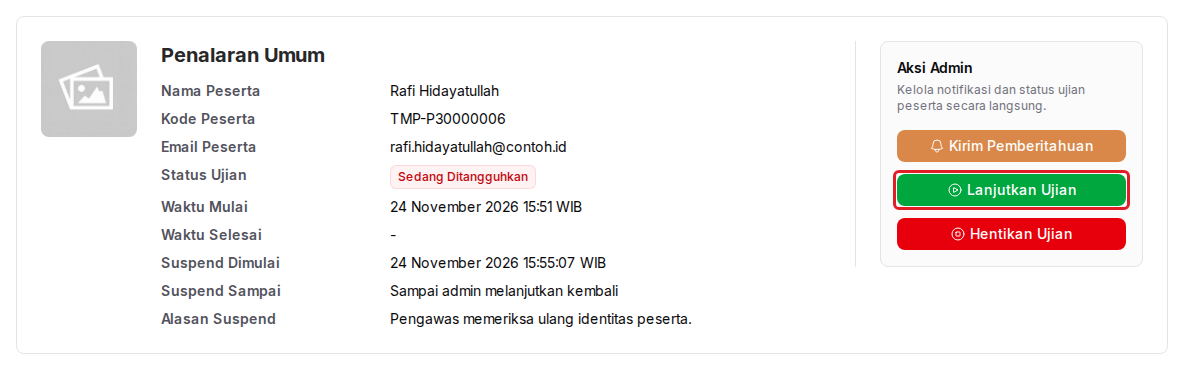 Penalaran Umum
Nama Peserta Rafi Hidayatullah
Kode Peserta TMP-P30000006
Email Peserta rafi.hidayatullah@contoh.id
Status Ujian Sedang Ditangguhkan
Waktu Mulai 24 November 2026 15:51 WIB
Waktu Selesai -
Suspend Dimulai 24 November 2026 15:55:07 WIB
Suspend Sampai Sampai admin melanjutkan kembali
Alasan Suspend Pengawas memeriksa ulang identitas peserta.
Aksi Admin
Kelola notifikasi dan status ujian
peserta secara langsung.
Kirim Pemberitahuan
Lanjutkan Ujian
Hentikan Ujian